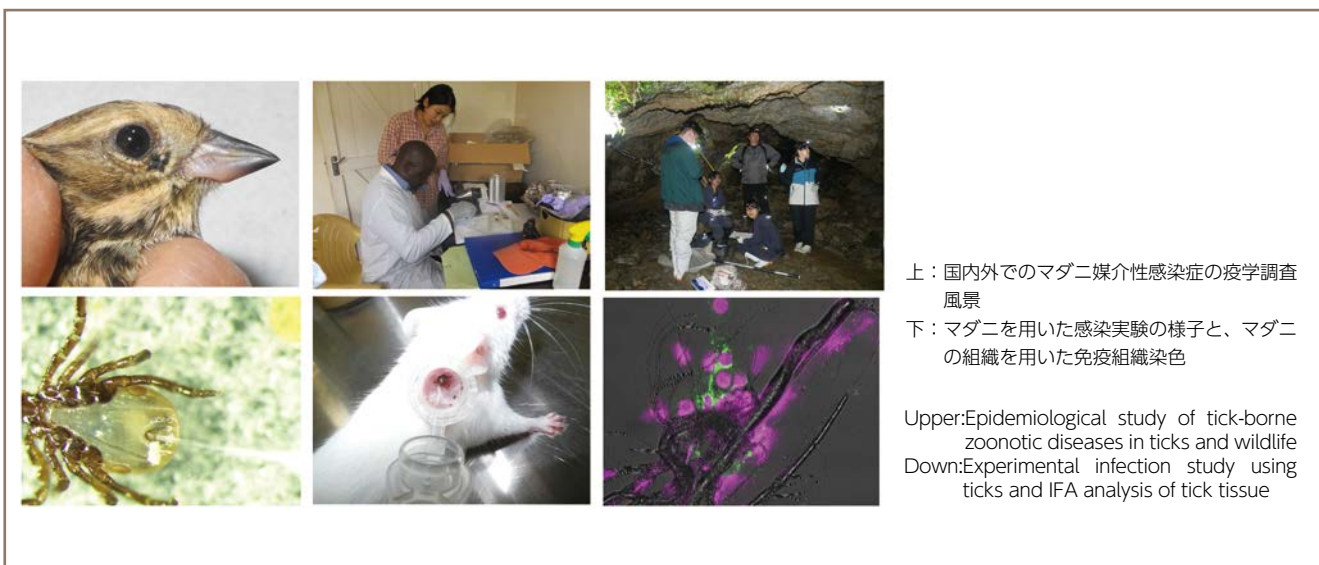 上：国内外でのマダニ媒介性感染症の疫学調査
風景
下：マダニを用いた感染実験の様子と、マダニ
の組織を用いた免疫組織染色
Upper:Epidemiological study of tick-borne
zoonotic diseases in ticks and wildlife
Down:Experimental infection study using
ticks and IFA analysis of tick tissue